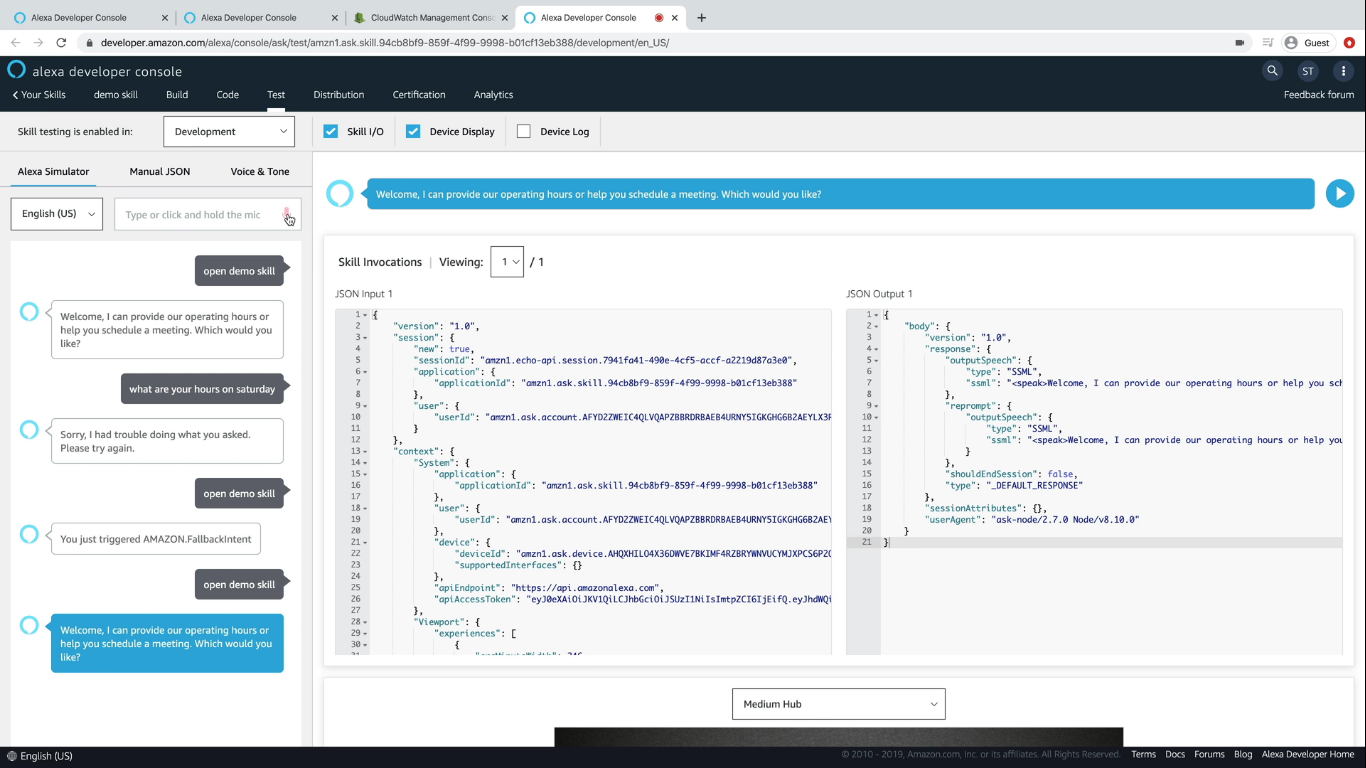 Alexa Developer Console
Alexa Developer Console
CloudWatch Management Cons
Alexa Developer Console
developer.amazon.com/alexa/console/ask/test/amzn1.ask.skill.94cb8bf9-859f-4f99-9998-b01cf13eb388/development/en_US/
Guest
alexa developer console
ST
Your Skills
demo skill
Build
Code
Test
Distribution
Certification
Analytics
Feedback forum
Skill testing is enabled in:
Development
Skill I/O
Device Display
Device Log
Alexa Simulator
Manual JSON
Voice & Tone
English (US)
Type or click and hold the mic
open demo skill
Welcome, I can provide our operating hours or
help you schedule a meeting. Which would you
like?
what are your hours on saturday
Sorry, I had trouble doing what you asked.
Please try again.
open demo skill
You just triggered AMAZON.FallbackIntent
open demo skill
Welcome, I can provide our operating hours or
help you schedule a meeting. Which would you
like?
Welcome, I can provide our operating hours or help you schedule a meeting. Which would you like?
Skill Invocations | Viewing: 1 / 1
JSON Input 1
1 {
2 "version": "1.0",
3 "session": {
4 "new": true,
5 "sessionId": "amzn1.echo-api.session.7941fa41-490e-4cf5-accf-a2219d87a3e0",
6 "application": {
7 "applicationId": "amzn1.ask.skill.94cb8bf9-859f-4f99-9998-b01cf13eb388"
8 },
9 "user": {
10 "userId": "amzn1.ask.account.AFYD2ZWEIC4QLVQAPZBBRDRBAEB4URNY5IGKGHG6B2AEYLX3F
11 }
12 },
13 "context": {
14 "System": {
15 "application": {
16 "applicationId": "amzn1.ask.skill.94cb8bf9-859f-4f99-9998-b01cf13eb388"
17 },
18 "user": {
19 "userId": "amzn1.ask.account.AFYD2ZWEIC4QLVQAPZBBRDRBAEB4URNY5IGKGHG6B2AEY
20 },
21 "device": {
22 "deviceId": "amzn1.ask.device.AHQXHILO4X36DWVE7BKIMF4RZBRYWNVUCYMJXPCS6P2C
23 "supportedInterfaces": {}
24 },
25 "apiEndpoint": "https://api.amazonalexa.com",
26 "apiAccessToken": "eyJ0eXAiOiJKV1QiLCJhbGciOiJSUzI1NiIsImtpZCI6IjEifQ.eyJhdWQi
27 },
28 "Viewport": {
29 "experiences": [
30 {
JSON Output 1
1 {
2 "body": {
3 "version": "1.0",
4 "response": {
5 "outputSpeech": {
6 "type": "SSML",
7 "ssml": "<speak>Welcome, I can provide our operating hours or help you sch
8 },
9 "reprompt": {
10 "outputSpeech": {
11 "type": "SSML",
12 "ssml": "<speak>Welcome, I can provide our operating hours or help you
13 }
14 },
15 "shouldEndSession": false,
16 "type": "_DEFAULT_RESPONSE"
17 },
18 "sessionAttributes": {},
19 "userAgent": "ask-node/2.7.0 Node/v8.10.0"
20 }
21 }
Medium Hub
English (US)
© 2010 - 2019, Amazon.com, Inc. or its affiliates. All Rights Reserved.
Terms
Docs
Forums
Blog
Alexa Developer Home